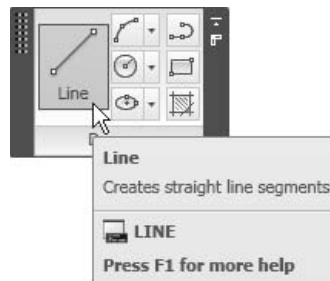 Line
Line
Creates straight line segments
LINE
Press F1 for more help